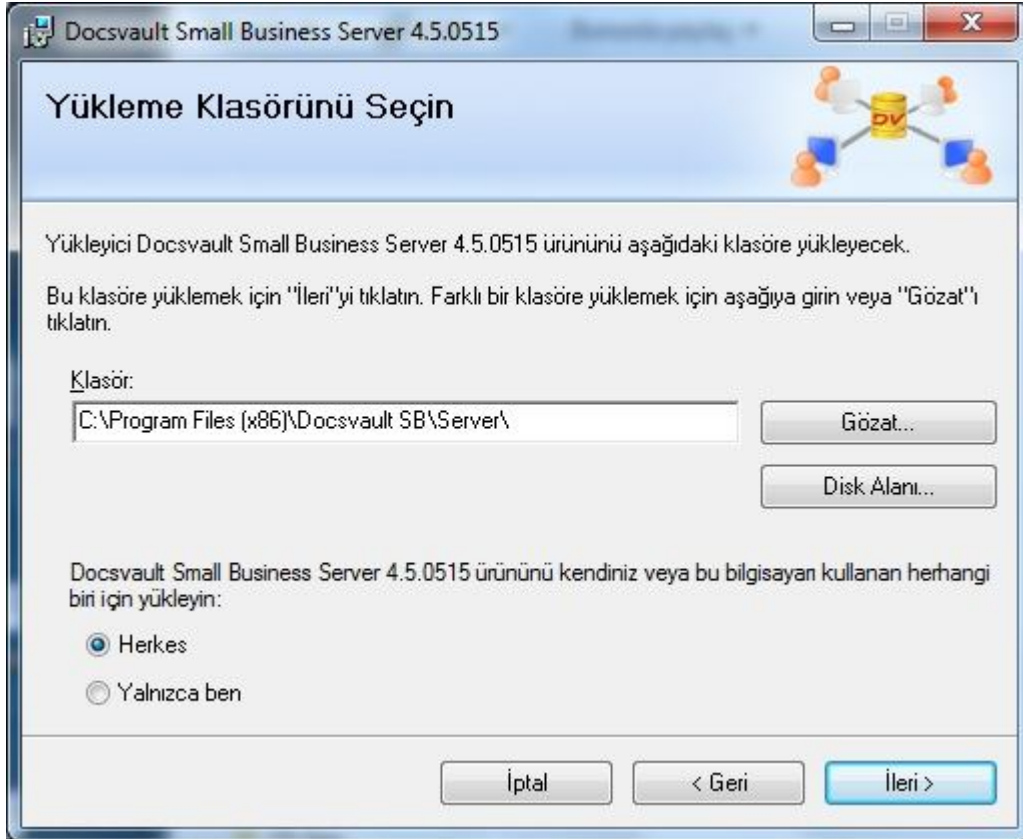 Docsvault Small Business Server 4.5.0515
Yükleme Klasörünü Seçin
DV
Yükleyici Docsvault Small Business Server 4.5.0515 ürününü aşağıdaki klasöre yükleyecek.
Bu klasöre yüklemek için "İleri"yi tıklatın. Farklı bir klasöre yüklemek için aşağıya girin veya "Gözat"ı
tıklatın.
Klasör:
C:\Program Files (x86)\Docsvault SB\Server\
Gözat...
Disk Alanı...
Docsvault Small Business Server 4.5.0515 ürününü kendiniz veya bu bilgisayarı kullanan herhangi
biri için yükleyin:
Herkes
Yalnızca ben
İptal
< Geri
İleri >